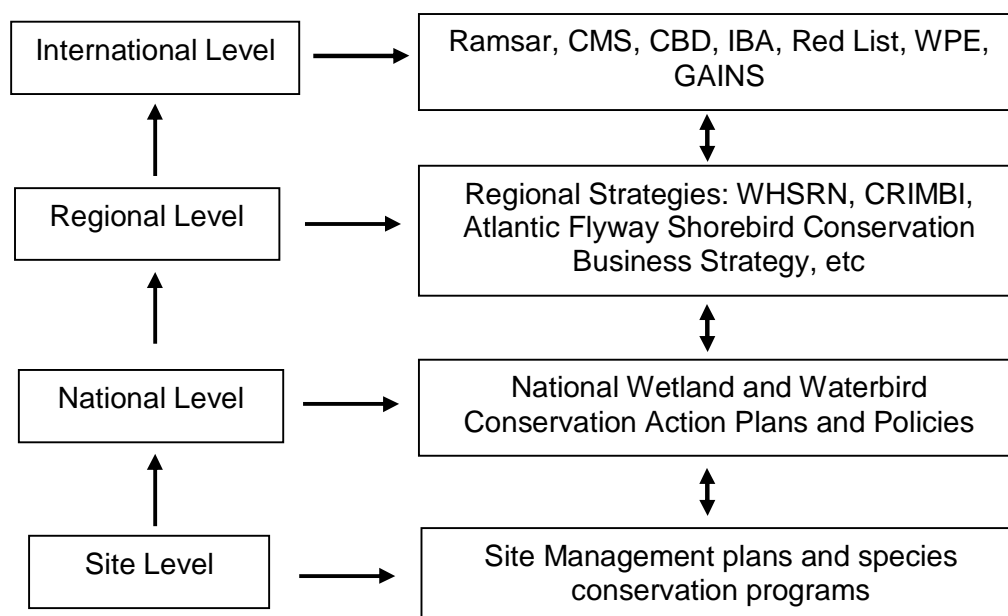 International Level
Ramsar, CMS, CBD, IBA, Red List, WPE,
GAINS
Regional Level
Regional Strategies: WHSRN, CRIMBI,
Atlantic Flyway Shorebird Conservation
Business Strategy, etc
National Level
National Wetland and Waterbird
Conservation Action Plans and Policies
Site Level
Site Management plans and species
conservation programs